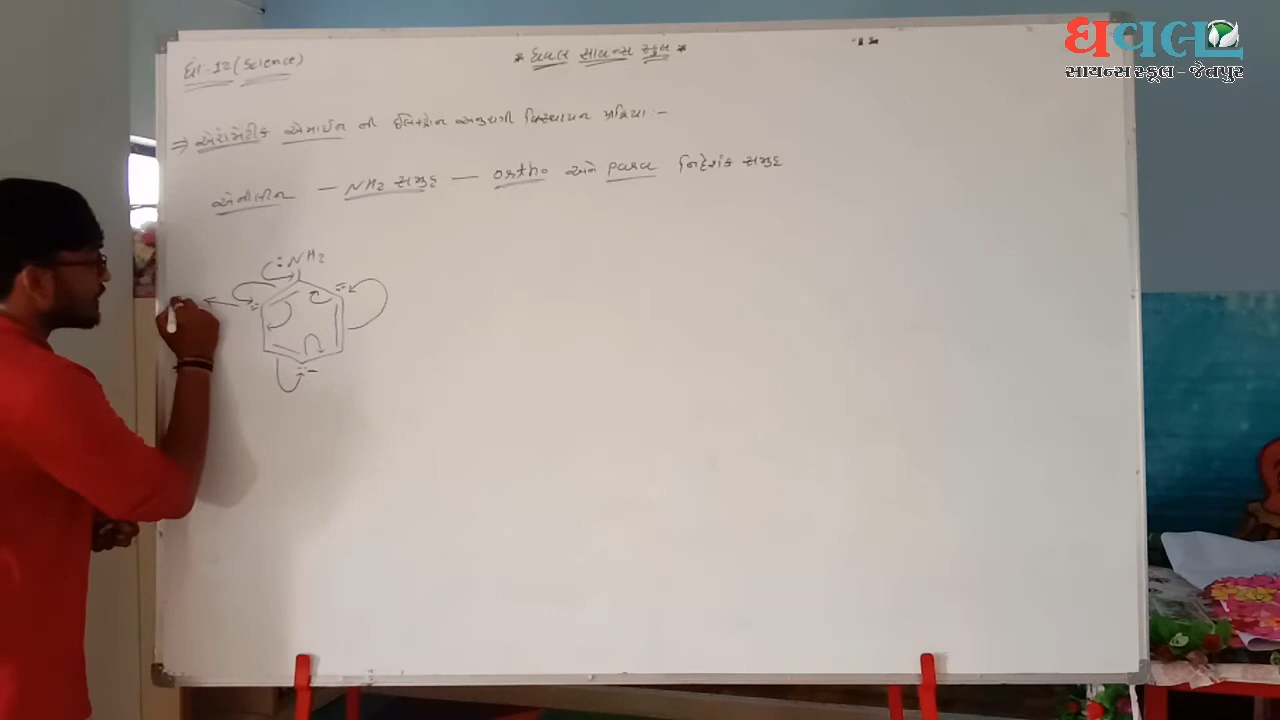 ધવલ
સાયન્સ સ્કૂલ - જેતપુર
* ધવલ સાયન્સ સ્કૂલ *
ધો.-12 (Science)
⇒ એરોમેટીક એમાઈન ની ઈલેક્ટ્રોન અનુરાગી વિસ્થાપન પ્રક્રિયા :-
એનીલીન — NH2 સમુહ — ortho અને para નિર્દેશક સમુહ
:NH2